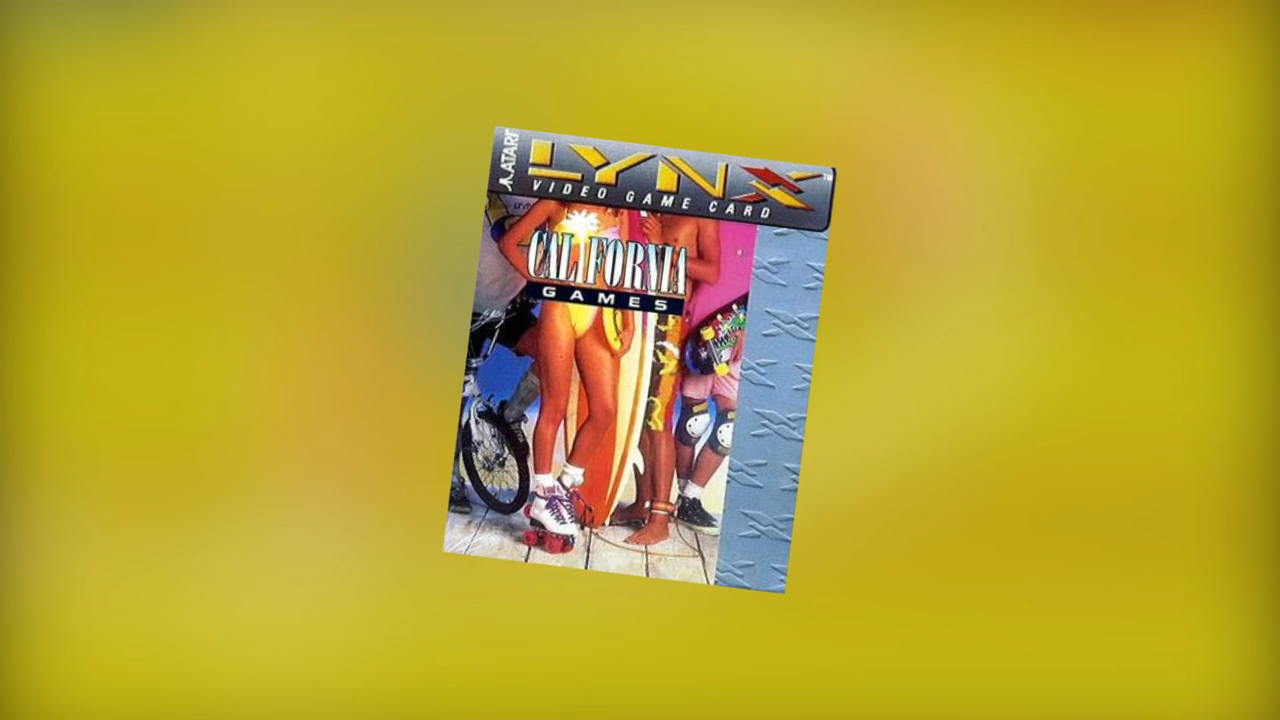 ATARI
LYNX
VIDEO GAME CARD
CALIFORNIA
GAMES